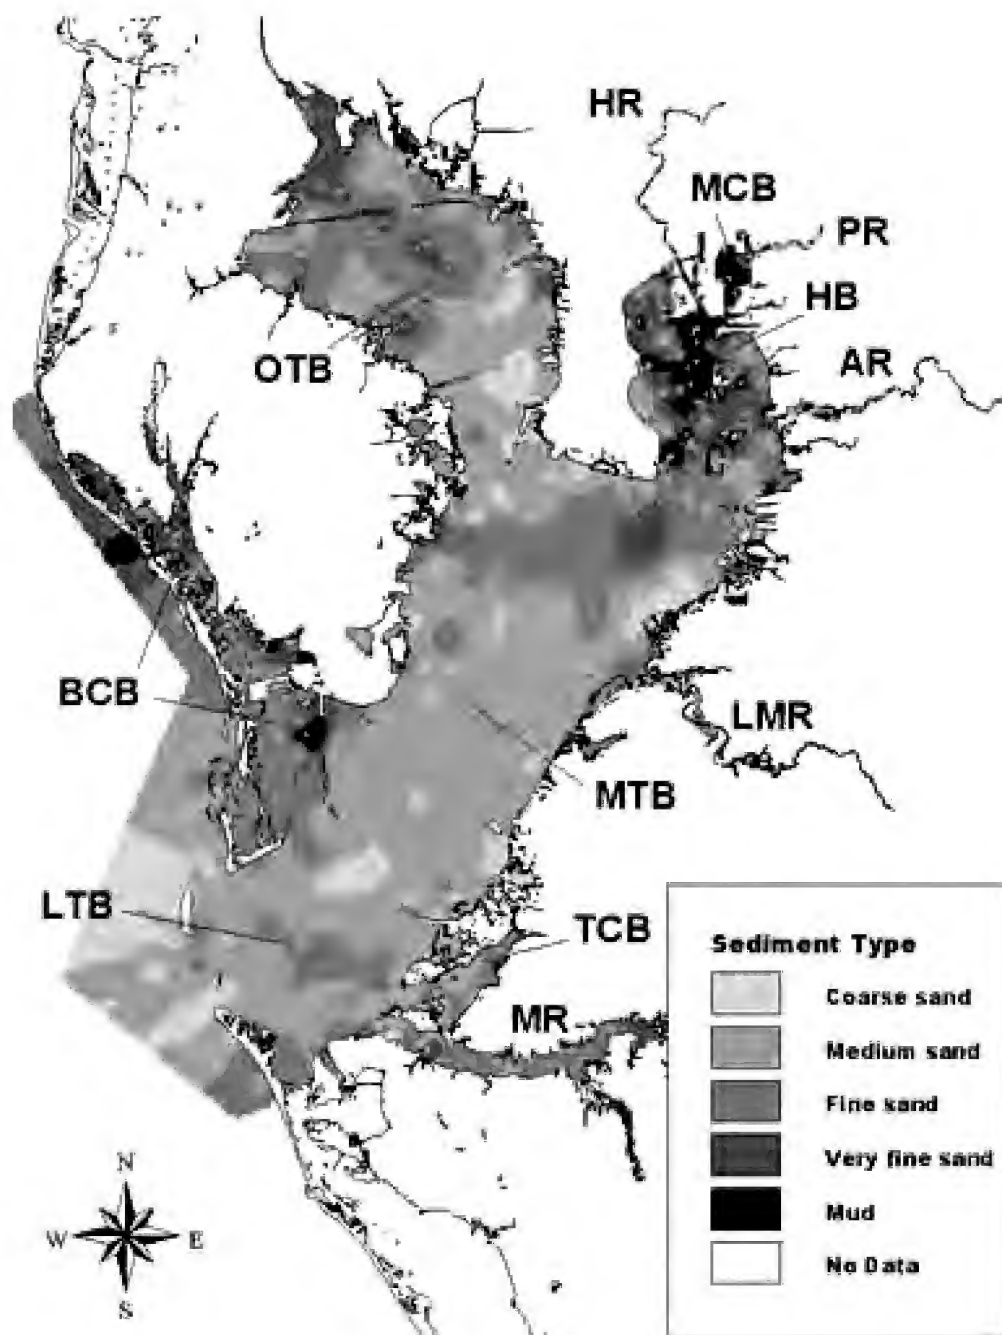 HR
MCB
PR
HB
OTB
AR
BCB
LMR
MTB
LTB
TCB
MR
Sediment Type
Coarse sand
Medium sand
Fine sand
Very fine sand
Mud
No Data
N
W E
S